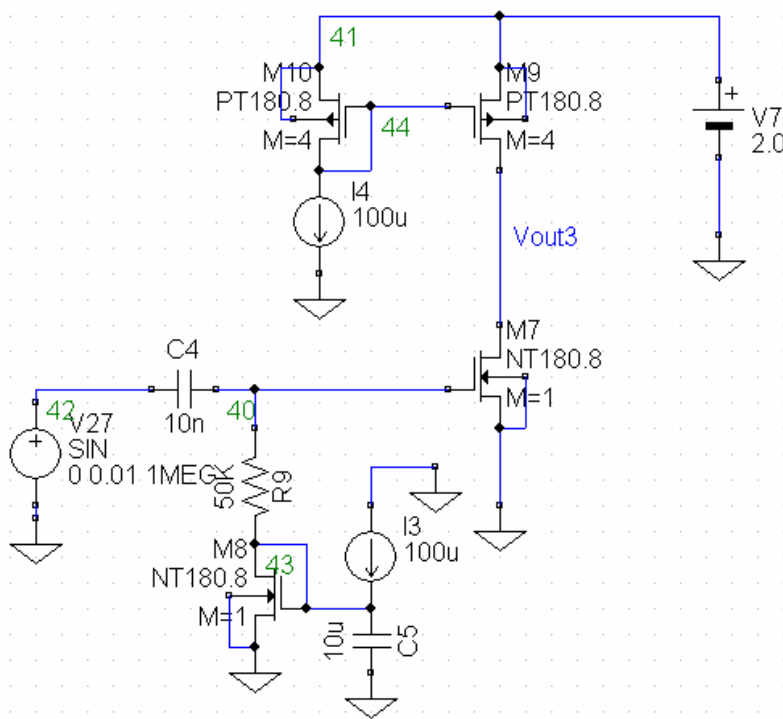 41
M10
M9
PT180.8
PT180.8
44
M=4
M=4
V7
2.0
I4
100u
Vout3
M7
NT180.8
M=1
C4
10n
42
40
V27
SIN
0 0.01 1MEG
50K
R9
I3
100u
M8
43
NT180.8
M=1
10u
C5